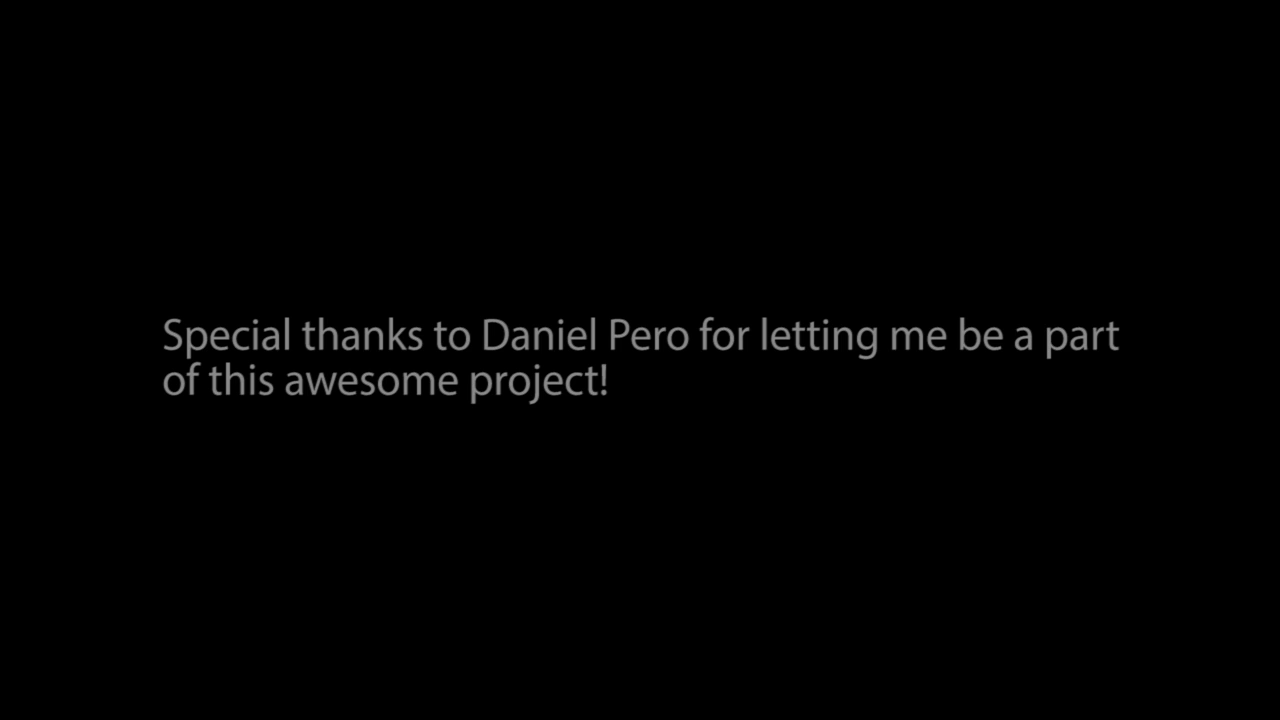 Special thanks to Daniel Pero for letting me be a part
of this awesome project!